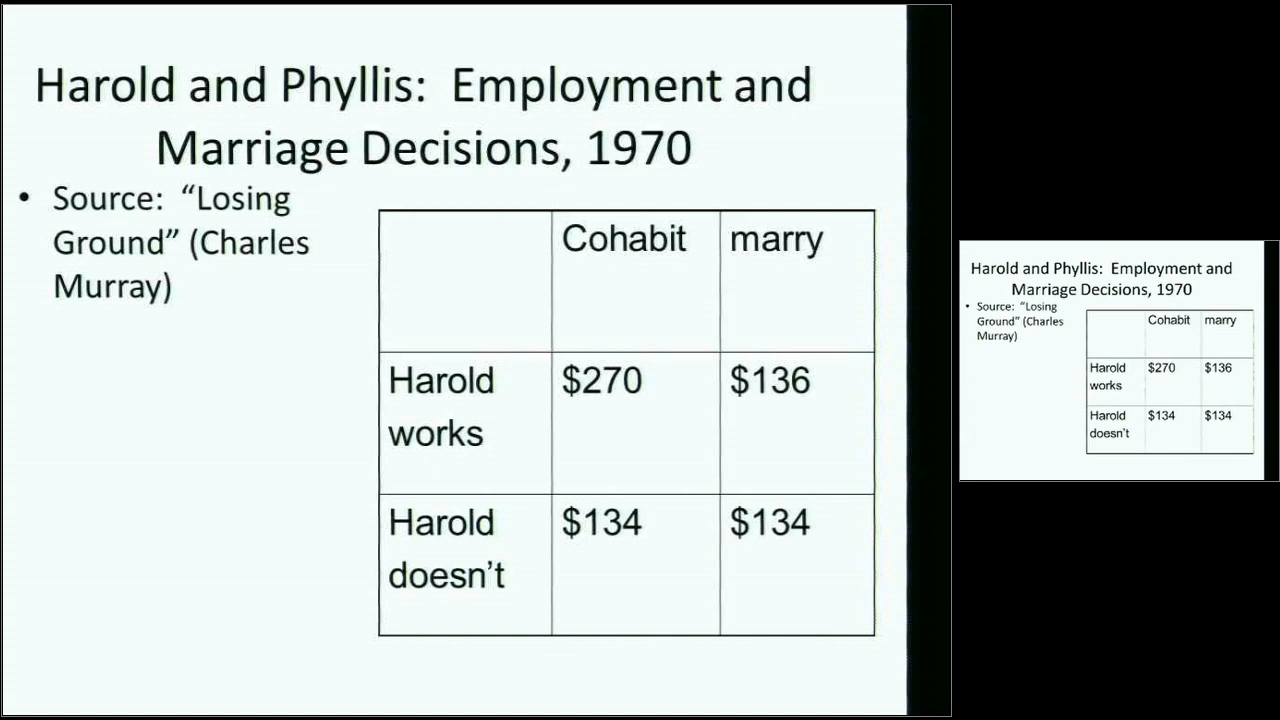 Harold and Phyllis:  Employment and
Marriage Decisions, 1970
• Source:  “Losing
Ground” (Charles
Murray)
Cohabit marry
Harold
works
$270 $136
Harold
doesn’t
$134 $134
Harold and Phyllis:  Employment and
Marriage Decisions, 1970
• Source:  “Losing
Ground” (Charles
Murray)
Cohabit marry
Harold
works
$270 $136
Harold
doesn’t
$134 $134